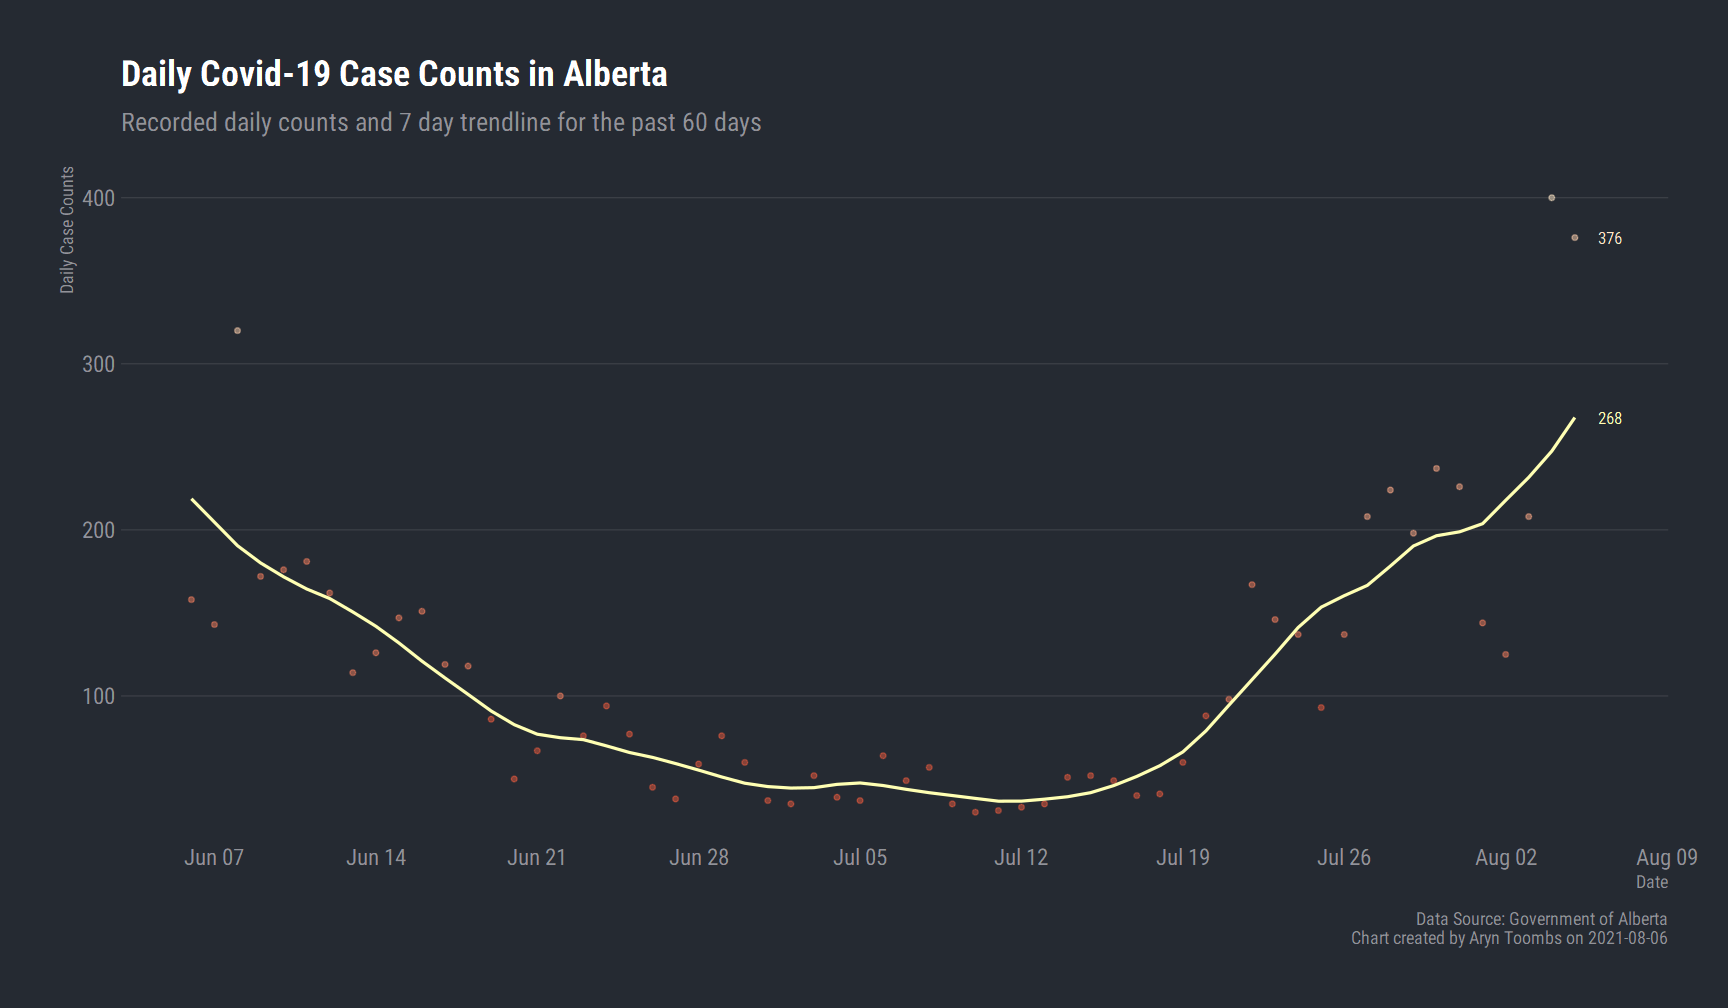 Daily Covid-19 Case Counts in Alberta
Recorded daily counts and 7 day trendline for the past 60 days
Daily Case Counts
400
376
300
268
200
100
Jun 07 Jun 14 Jun 21 Jun 28 Jul 05 Jul 12 Jul 19 Jul 26 Aug 02 Aug 09
Date
Data Source: Government of Alberta
Chart created by Aryn Toombs on 2021-08-06